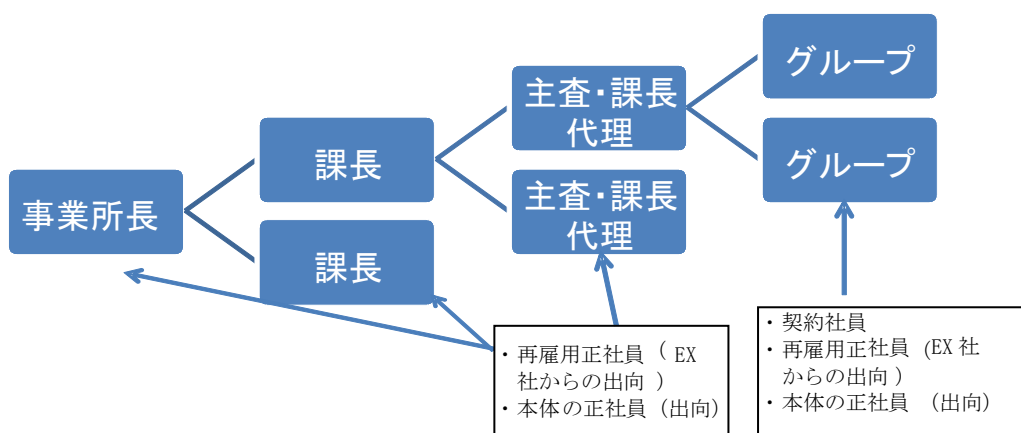 事業所長
課長
課長
主査・課長
代理
主査・課長
代理
グループ
グループ
・再雇用正社員（ EX
社からの出向 ）
・本体の正社員（出向）
・契約社員
・再雇用正社員 (EX 社
からの出向 ）
・本体の正社員 （出向）